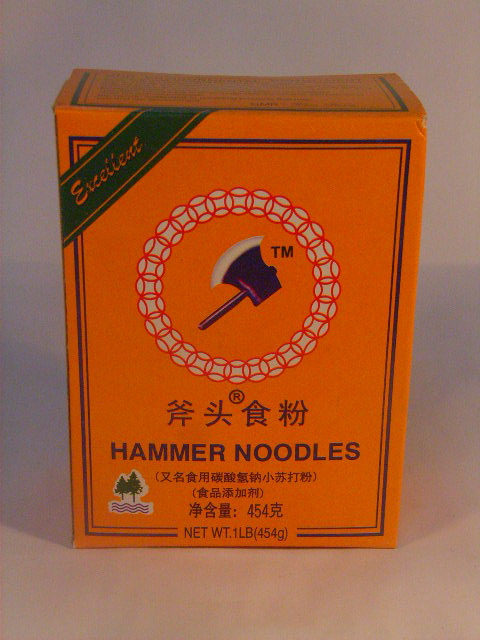 Excellent
TM
®
斧头食粉
HAMMER NOODLES
(又名食用碳酸氢钠小苏打粉)
(食品添加剂)
净含量: 454克
NET WT.1LB(454g)